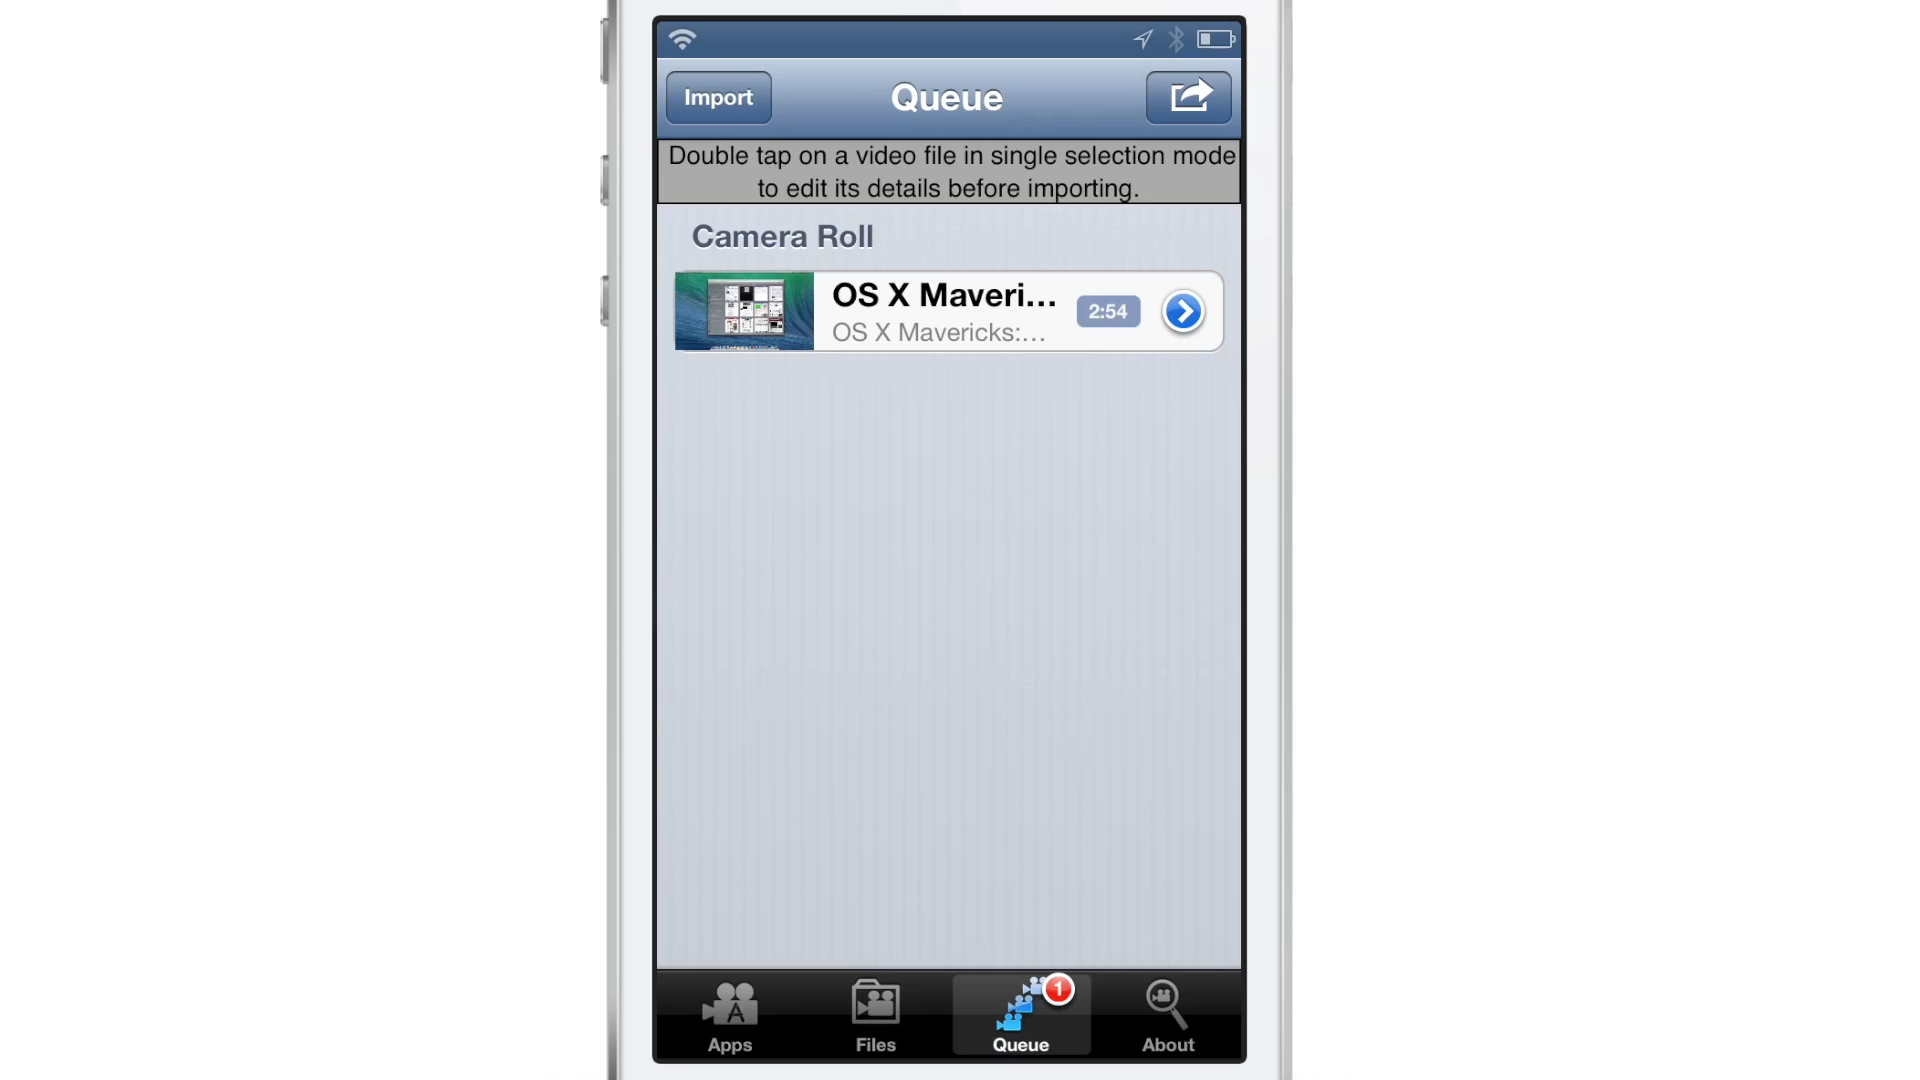 Import
Queue
Double tap on a video file in single selection mode
to edit its details before importing.
Camera Roll
OS X Maveri...
2:54
OS X Mavericks:...
1
A
Apps
Files
Queue
About